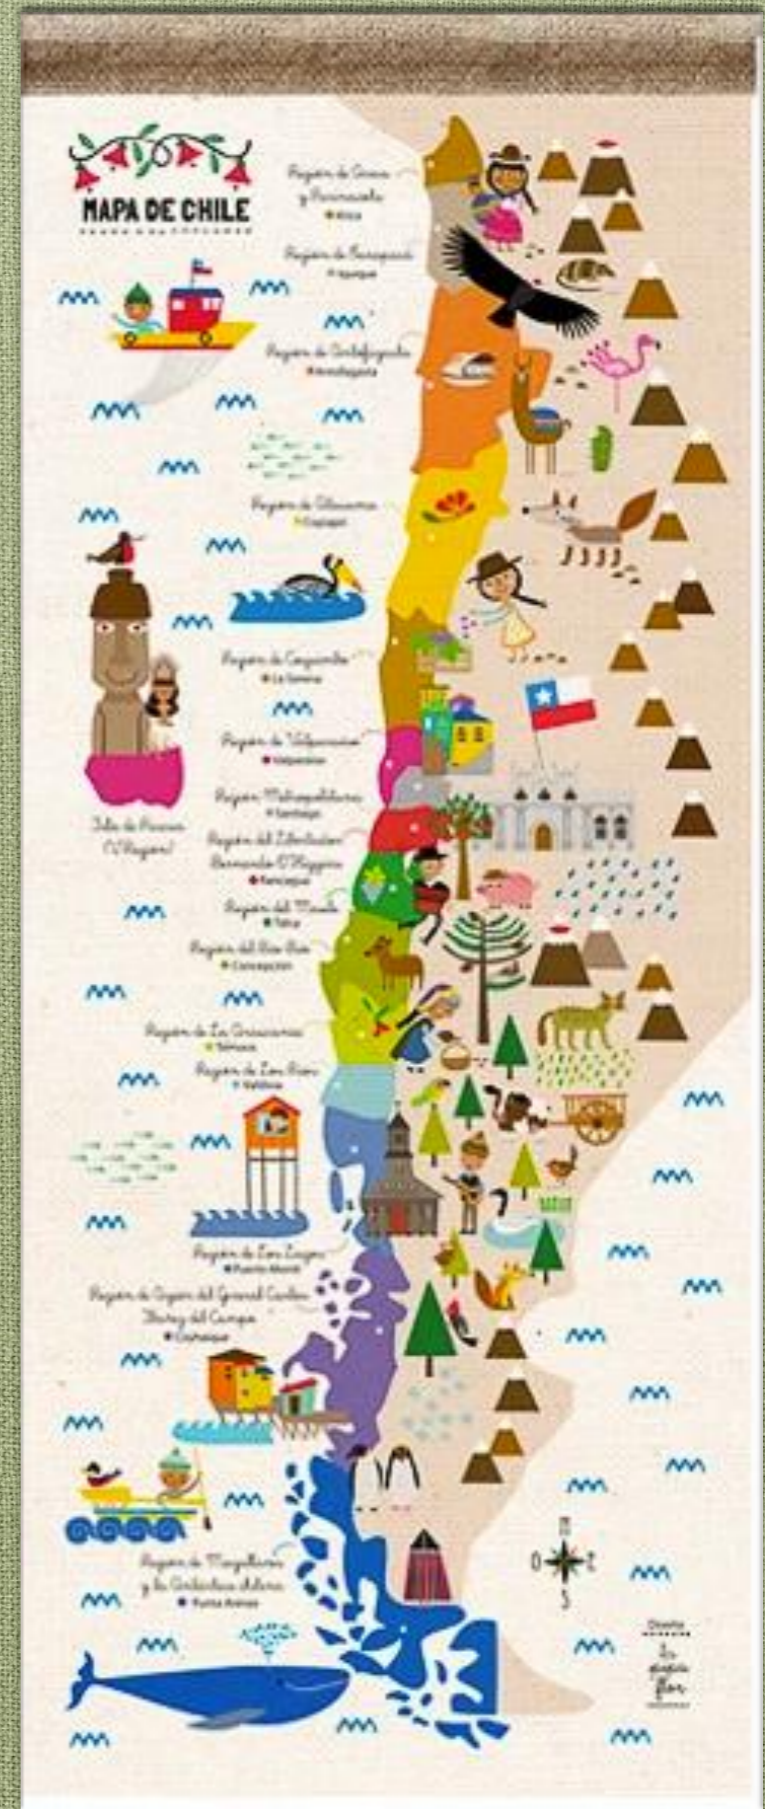 MAPA DE CHILE
Región de Arica
y Parinacota
Arica
Región de Tarapacá
Iquique
Región de Antofagasta
Antofagasta
Región de Atacama
Copiapó
Región de Coquimbo
La Serena
Región de Valparaíso
Valparaíso
Región Metropolitana
Santiago
Isla de Pascua
(V Región)
Región del Libertador
Bernardo O'Higgins
Rancagua
Región del Maule
Talca
Región del Bío-Bío
Concepción
Región de La Araucanía
Temuco
Región de Los Ríos
Valdivia
Región de Los Lagos
Puerto Montt
Región de Aysén del General Carlos
Ibáñez del Campo
Coyhaique
N
O E
S
Región de Magallanes
y la Antártica chilena
Punta Arenas
Diseño
flor